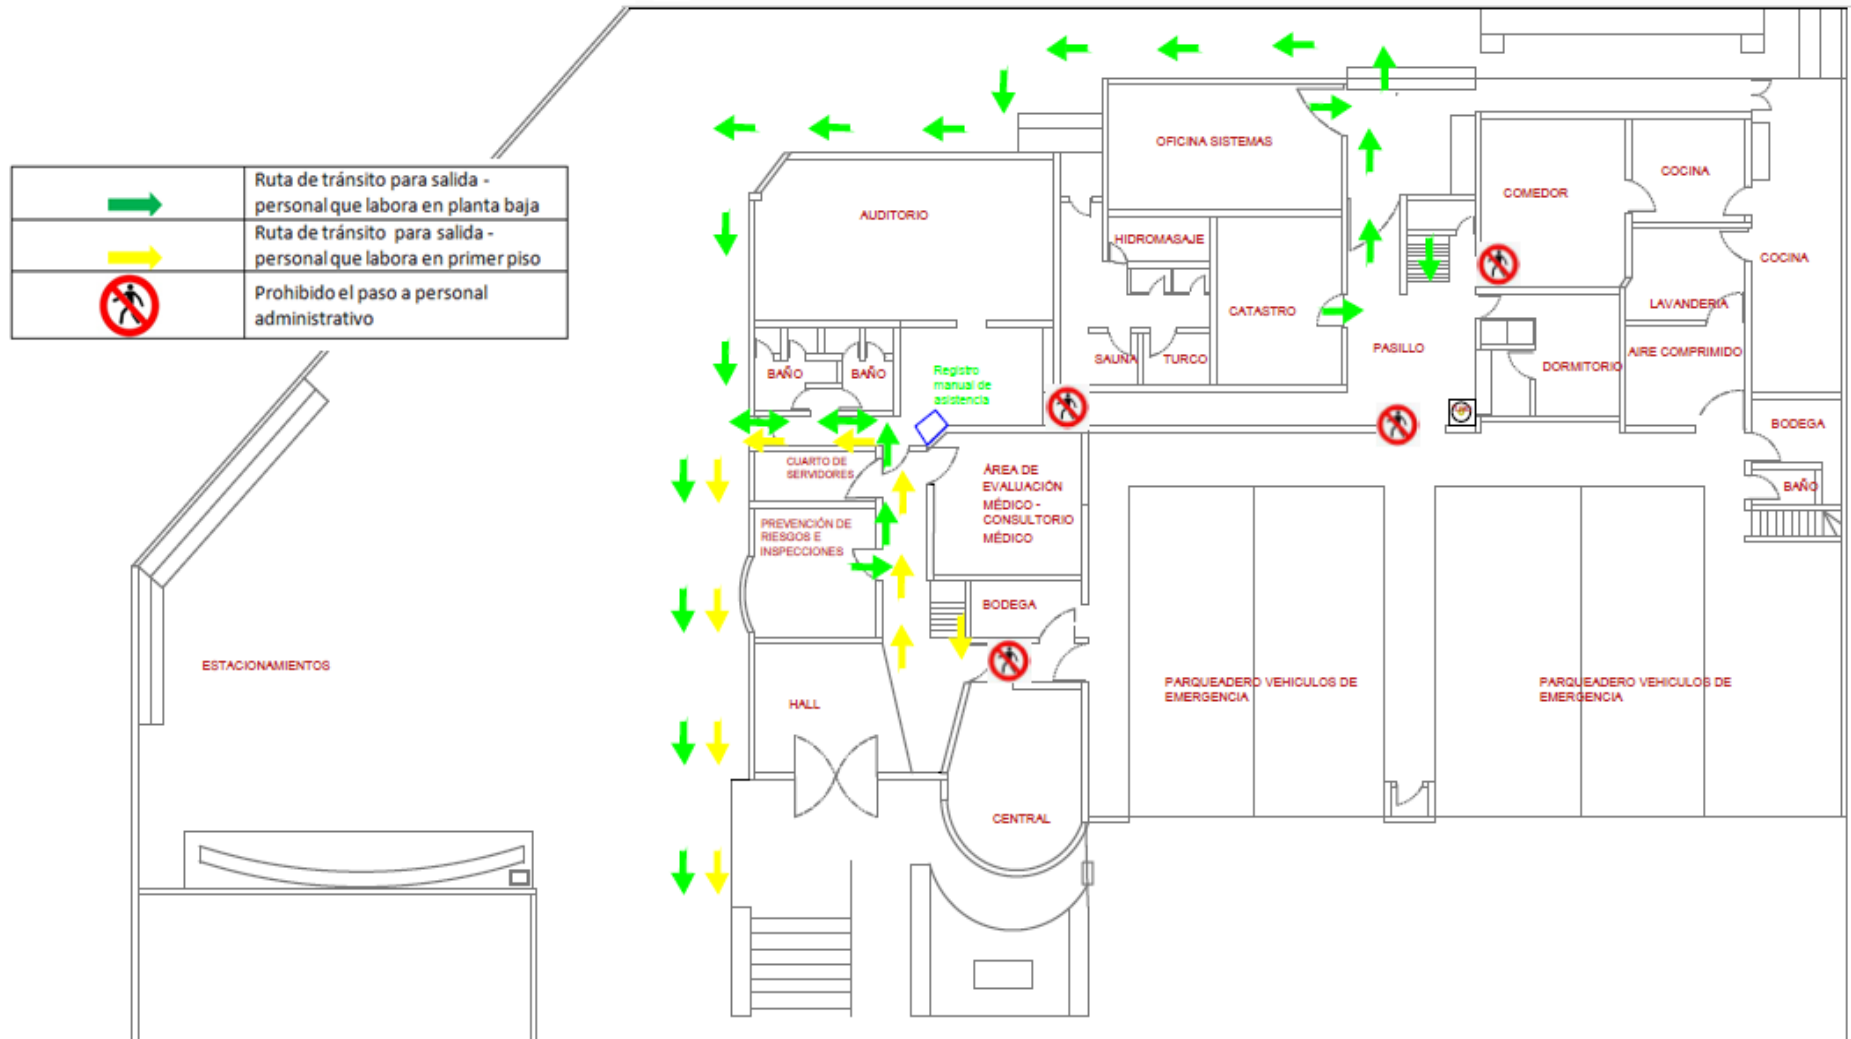 Ruta de tránsito para salida -
personal que labora en planta baja
Ruta de tránsito para salida -
personal que labora en primer piso
Prohibido el paso a personal
administrativo
OFICINA SISTEMAS
COCINA
COMEDOR
AUDITORIO
HIDROMASAJE
COCINA
CATASTRO
LAVANDERIA
PASILLO
AIRE COMPRIMIDO
SAUNA
TURCO
DORMITORIO
BAÑO
BAÑO
Registro
manual de
asistencia
BODEGA
CUARTO DE
SERVIDORES
ÁREA DE
EVALUACIÓN
MÉDICO -
CONSULTORIO
MÉDICO
BAÑO
PREVENCIÓN DE
RIESGOS E
INSPECCIONES
BODEGA
ESTACIONAMIENTOS
PARQUEADERO VEHICULOS DE
EMERGENCIA
PARQUEADERO VEHICULOS DE
EMERGENCIA
HALL
CENTRAL